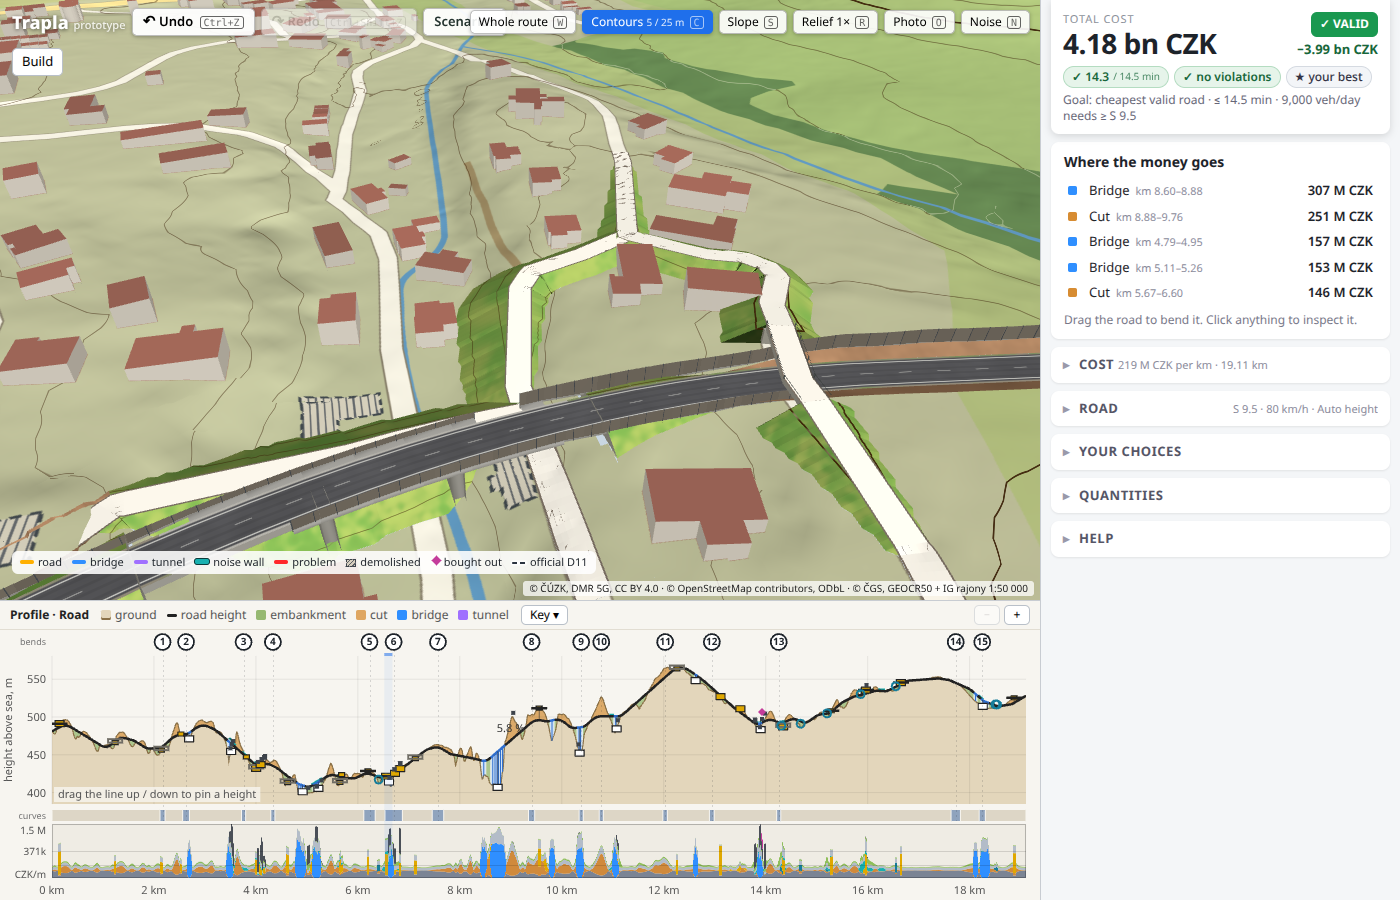 Trapla prototype
↶ Undo Ctrl+Z
Redo
Scena
Whole route W
Contours 5 / 25 m C
Slope S
Relief 1× R
Photo O
Noise N
Build
road bridge tunnel noise wall problem demolished bought out official D11
© ČÚZK, DMR 5G, CC BY 4.0 · © OpenStreetMap contributors, ODbL · © ČGS, GEOCR50 + IG rajony 1:50 000
TOTAL COST
✓ VALID
4.18 bn CZK
−3.99 bn CZK
✓ 14.3 / 14.5 min
✓ no violations
★ your best
Goal: cheapest valid road · ≤ 14.5 min · 9,000 veh/day
needs ≥ S 9.5
Where the money goes
Bridge km 8.60–8.88 307 M CZK
Cut km 8.88–9.76 251 M CZK
Bridge km 4.79–4.95 157 M CZK
Bridge km 5.11–5.26 153 M CZK
Cut km 5.67–6.60 146 M CZK
Drag the road to bend it. Click anything to inspect it.
▸ COST 219 M CZK per km · 19.11 km
▸ ROAD S 9.5 · 80 km/h · Auto height
▸ YOUR CHOICES
▸ QUANTITIES
▸ HELP
Profile · Road ground road height embankment cut bridge tunnel Key ▾ − +
bends 1 2 3 4 5 6 7 8 9 10 11 12 13 14 15
height above sea, m
550
500
450
400
5.8 %
drag the line up / down to pin a height
curves
1.5 M
371k
CZK/m
0 km 2 km 4 km 6 km 8 km 10 km 12 km 14 km 16 km 18 km